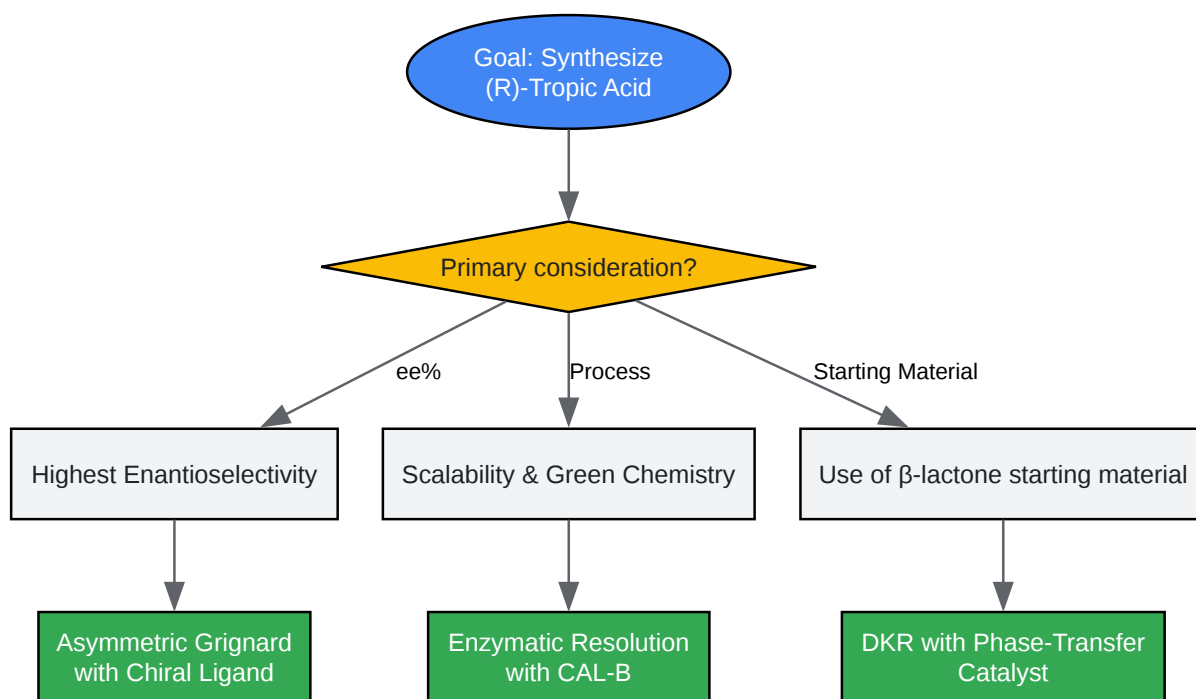 Goal: Synthesize
(R)-Tropic Acid
Primary consideration?
ee%
Process
Starting Material
Highest Enantioselectivity
Scalability & Green Chemistry
Use of β-lactone starting material
Asymmetric Grignard
with Chiral Ligand
Enzymatic Resolution
with CAL-B
DKR with Phase-Transfer
Catalyst